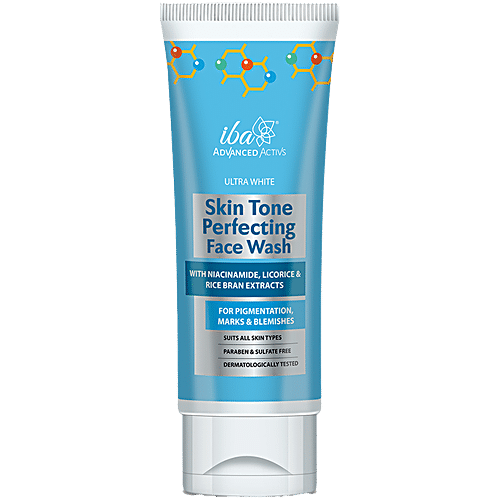 iba®
ADVANCED ACTIVS
ULTRA WHITE
Skin Tone
Perfecting
Face Wash
WITH NIACINAMIDE, LICORICE &
RICE BRAN EXTRACTS
FOR PIGMENTATION,
MARKS & BLEMISHES
SUITS ALL SKIN TYPES
PARABEN & SULFATE FREE
DERMATOLOGICALLY TESTED